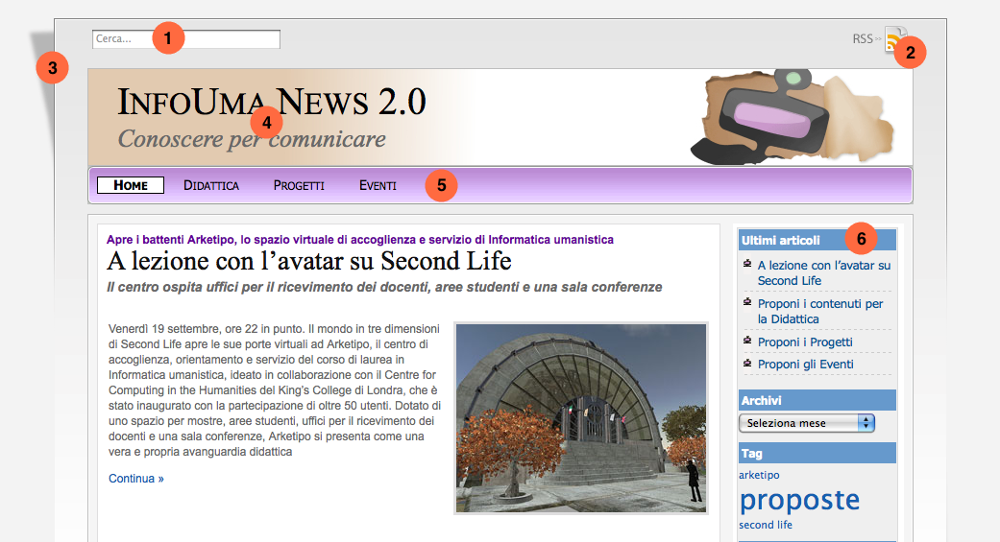 Cerca...
1
RSS»
2
3
InfoUma News 2.0
4
Conoscere per comunicare
Home Didattica Progetti Eventi 5
Apre i battenti Arketipo, lo spazio virtuale di accoglienza e servizio di Informatica umanistica
A lezione con l’avatar su Second Life
Il centro ospita uffici per il ricevimento dei docenti, aree studenti e una sala conferenze
Venerdì 19 settembre, ore 22 in punto. Il mondo in tre dimensioni
di Second Life apre le sue porte virtuali ad Arketipo, il centro di
accoglienza, orientamento e servizio del corso di laurea in
Informatica umanistica, ideato in collaborazione con il Centre for
Computing in the Humanities del King’s College di Londra, che è
stato inaugurato con la partecipazione di oltre 50 utenti. Dotato di
uno spazio per mostre, aree studenti, uffici per il ricevimento dei
docenti e una sala conferenze, Arketipo si presenta come una
vera e propria avanguardia didattica
Continua »
Ultimi articoli 6
A lezione con l’avatar su
Second Life
Proponi i contenuti per
la Didattica
Proponi i Progetti
Proponi gli Eventi
Archivi
Seleziona mese
Tag
arketipo
proposte
second life